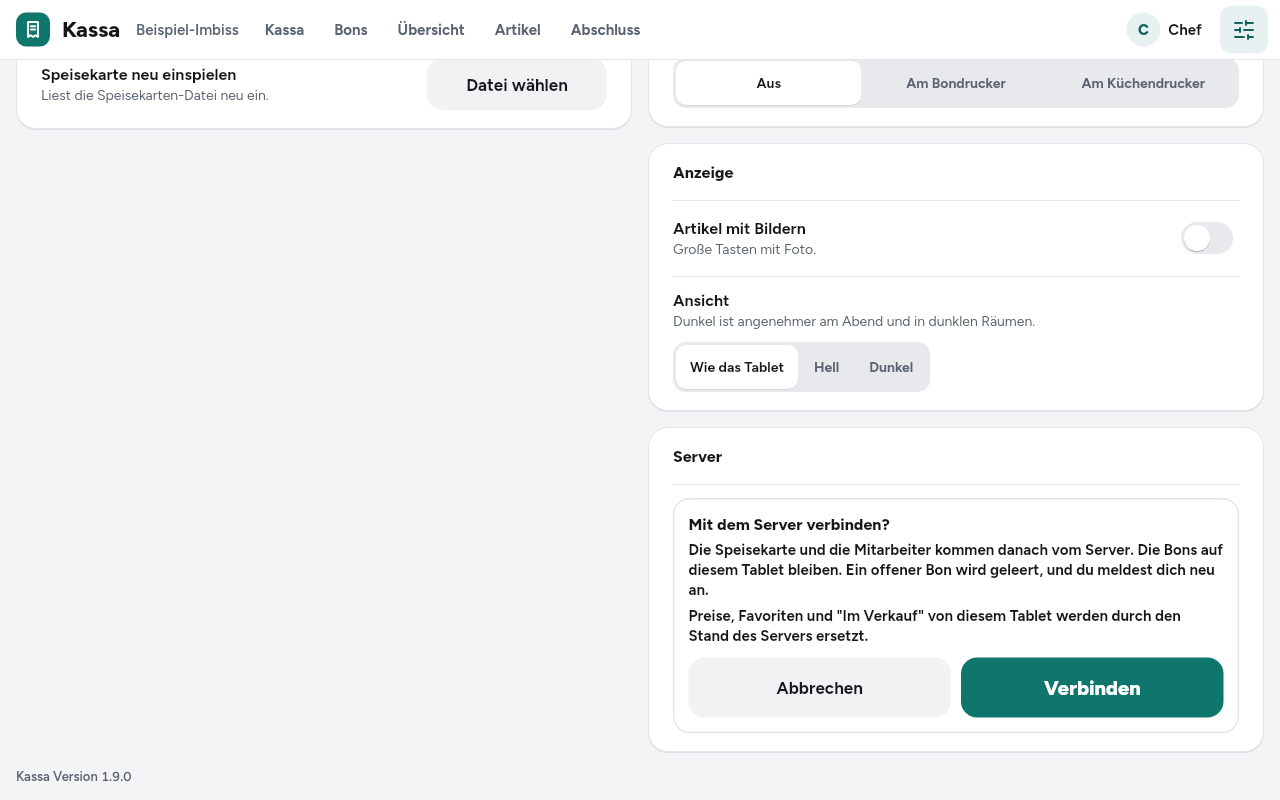 Kassa
Beispiel-Imbiss
Kassa
Bons
Übersicht
Artikel
Abschluss
C
Chef
Speisekarte neu einspielen
Liest die Speisekarten-Datei neu ein.
Datei wählen
Aus
Am Bondrucker
Am Küchendrucker
Anzeige
Artikel mit Bildern
Große Tasten mit Foto.
Ansicht
Dunkel ist angenehmer am Abend und in dunklen Räumen.
Wie das Tablet
Hell
Dunkel
Server
Mit dem Server verbinden?
Die Speisekarte und die Mitarbeiter kommen danach vom Server. Die Bons auf
diesem Tablet bleiben. Ein offener Bon wird geleert, und du meldest dich neu
an.
Preise, Favoriten und "Im Verkauf" von diesem Tablet werden durch den
Stand des Servers ersetzt.
Abbrechen
Verbinden
Kassa Version 1.9.0